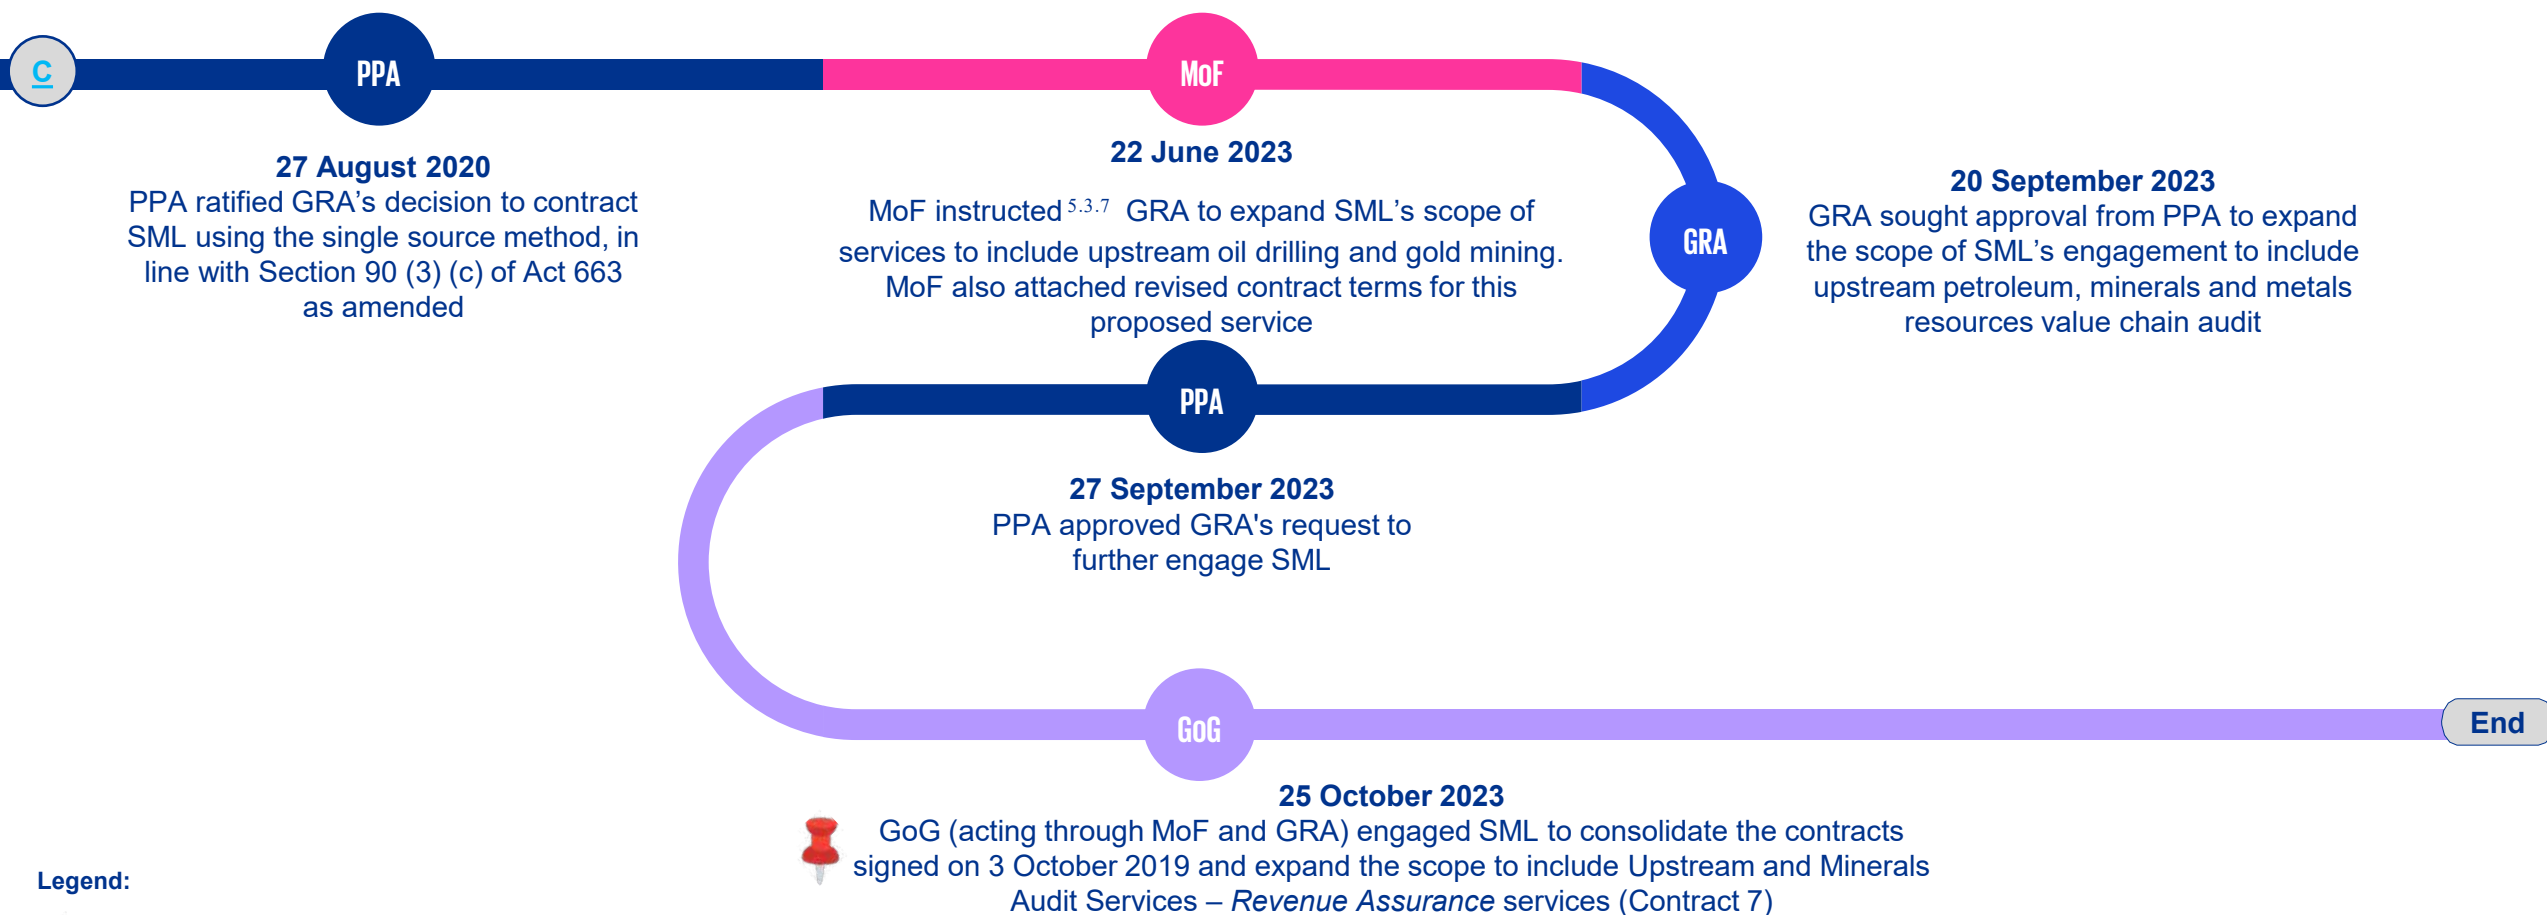 C
PPA
27 August 2020
PPA ratified GRA’s decision to contract
SML using the single source method, in
line with Section 90 (3) (c) of Act 663
as amended
MoF
22 June 2023
MoF instructed 5.3.7 GRA to expand SML’s scope of
services to include upstream oil drilling and gold mining.
MoF also attached revised contract terms for this
proposed service
GRA
20 September 2023
GRA sought approval from PPA to expand
the scope of SML’s engagement to include
upstream petroleum, minerals and metals
resources value chain audit
PPA
27 September 2023
PPA approved GRA's request to
further engage SML
GoG
End
25 October 2023
GoG (acting through MoF and GRA) engaged SML to consolidate the contracts
signed on 3 October 2019 and expand the scope to include Upstream and Minerals
Audit Services – Revenue Assurance services (Contract 7)
Legend: